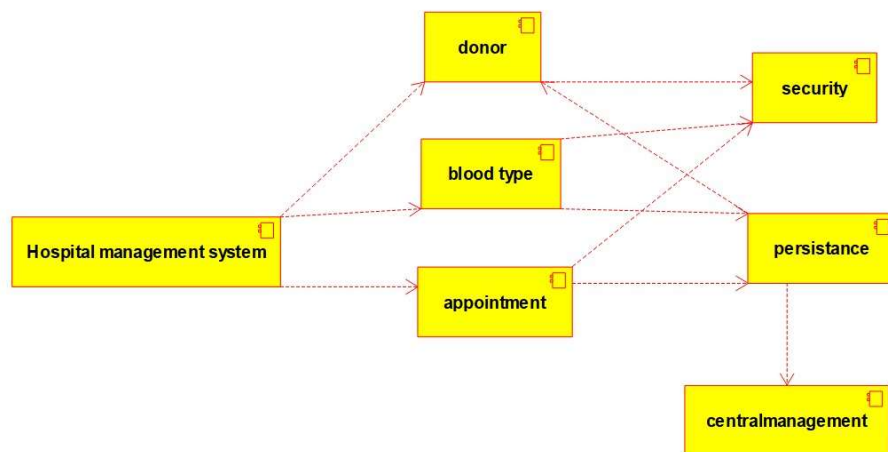 donor
security
blood type
Hospital management system
persistance
appointment
centralmanagement